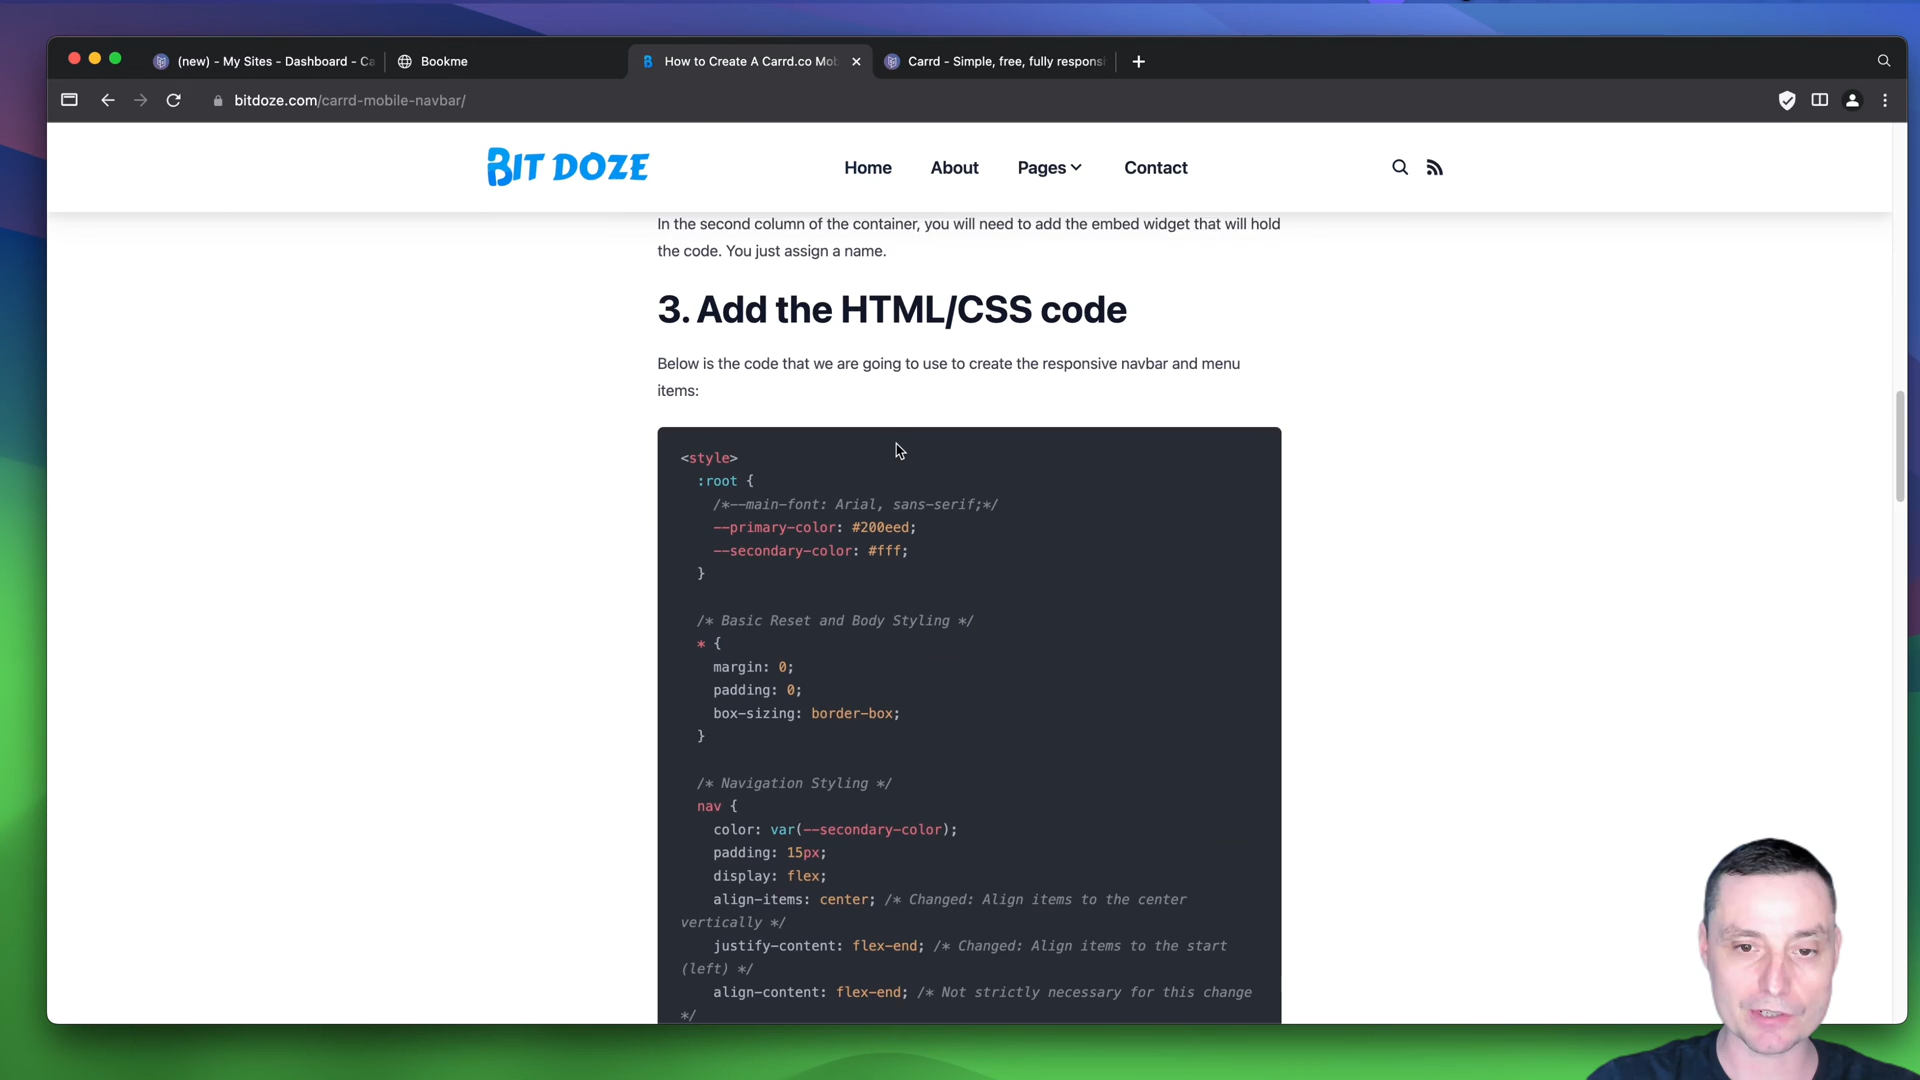 (new) - My Sites - Dashboard - Ca
Bookme
How to Create A Carrd.co Mob
Carrd - Simple, free, fully respons
bitdoze.com/carrd-mobile-navbar/
BIT DOZE
Home
About
Pages
Contact
In the second column of the container, you will need to add the embed widget that will hold
the code. You just assign a name.
3. Add the HTML/CSS code
Below is the code that we are going to use to create the responsive navbar and menu
items:
<style>
:root {
/*--main-font: Arial, sans-serif;*/
--primary-color: #200eed;
--secondary-color: #fff;
}
/* Basic Reset and Body Styling */
* {
margin: 0;
padding: 0;
box-sizing: border-box;
}
/* Navigation Styling */
nav {
color: var(--secondary-color);
padding: 15px;
display: flex;
align-items: center; /* Changed: Align items to the center
vertically */
justify-content: flex-end; /* Changed: Align items to the start
(left) */
align-content: flex-end; /* Not strictly necessary for this change
*/